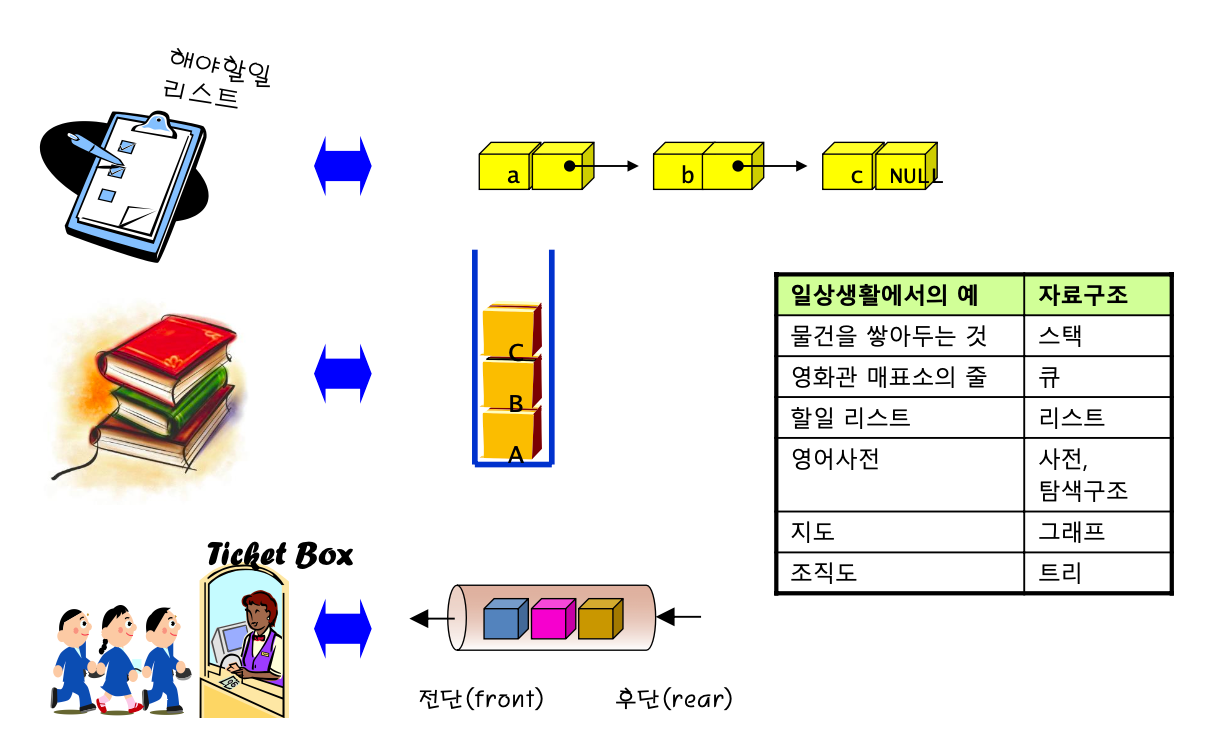 해야할일
리스트
a
b
c
NULL
C
B
A
일상생활에서의 예 자료구조
물건을 쌓아두는 것 스택
영화관 매표소의 줄 큐
할일 리스트 리스트
영어사전 사전,
탐색구조
지도 그래프
조직도 트리
Ticket Box
전단(front)
후단(rear)